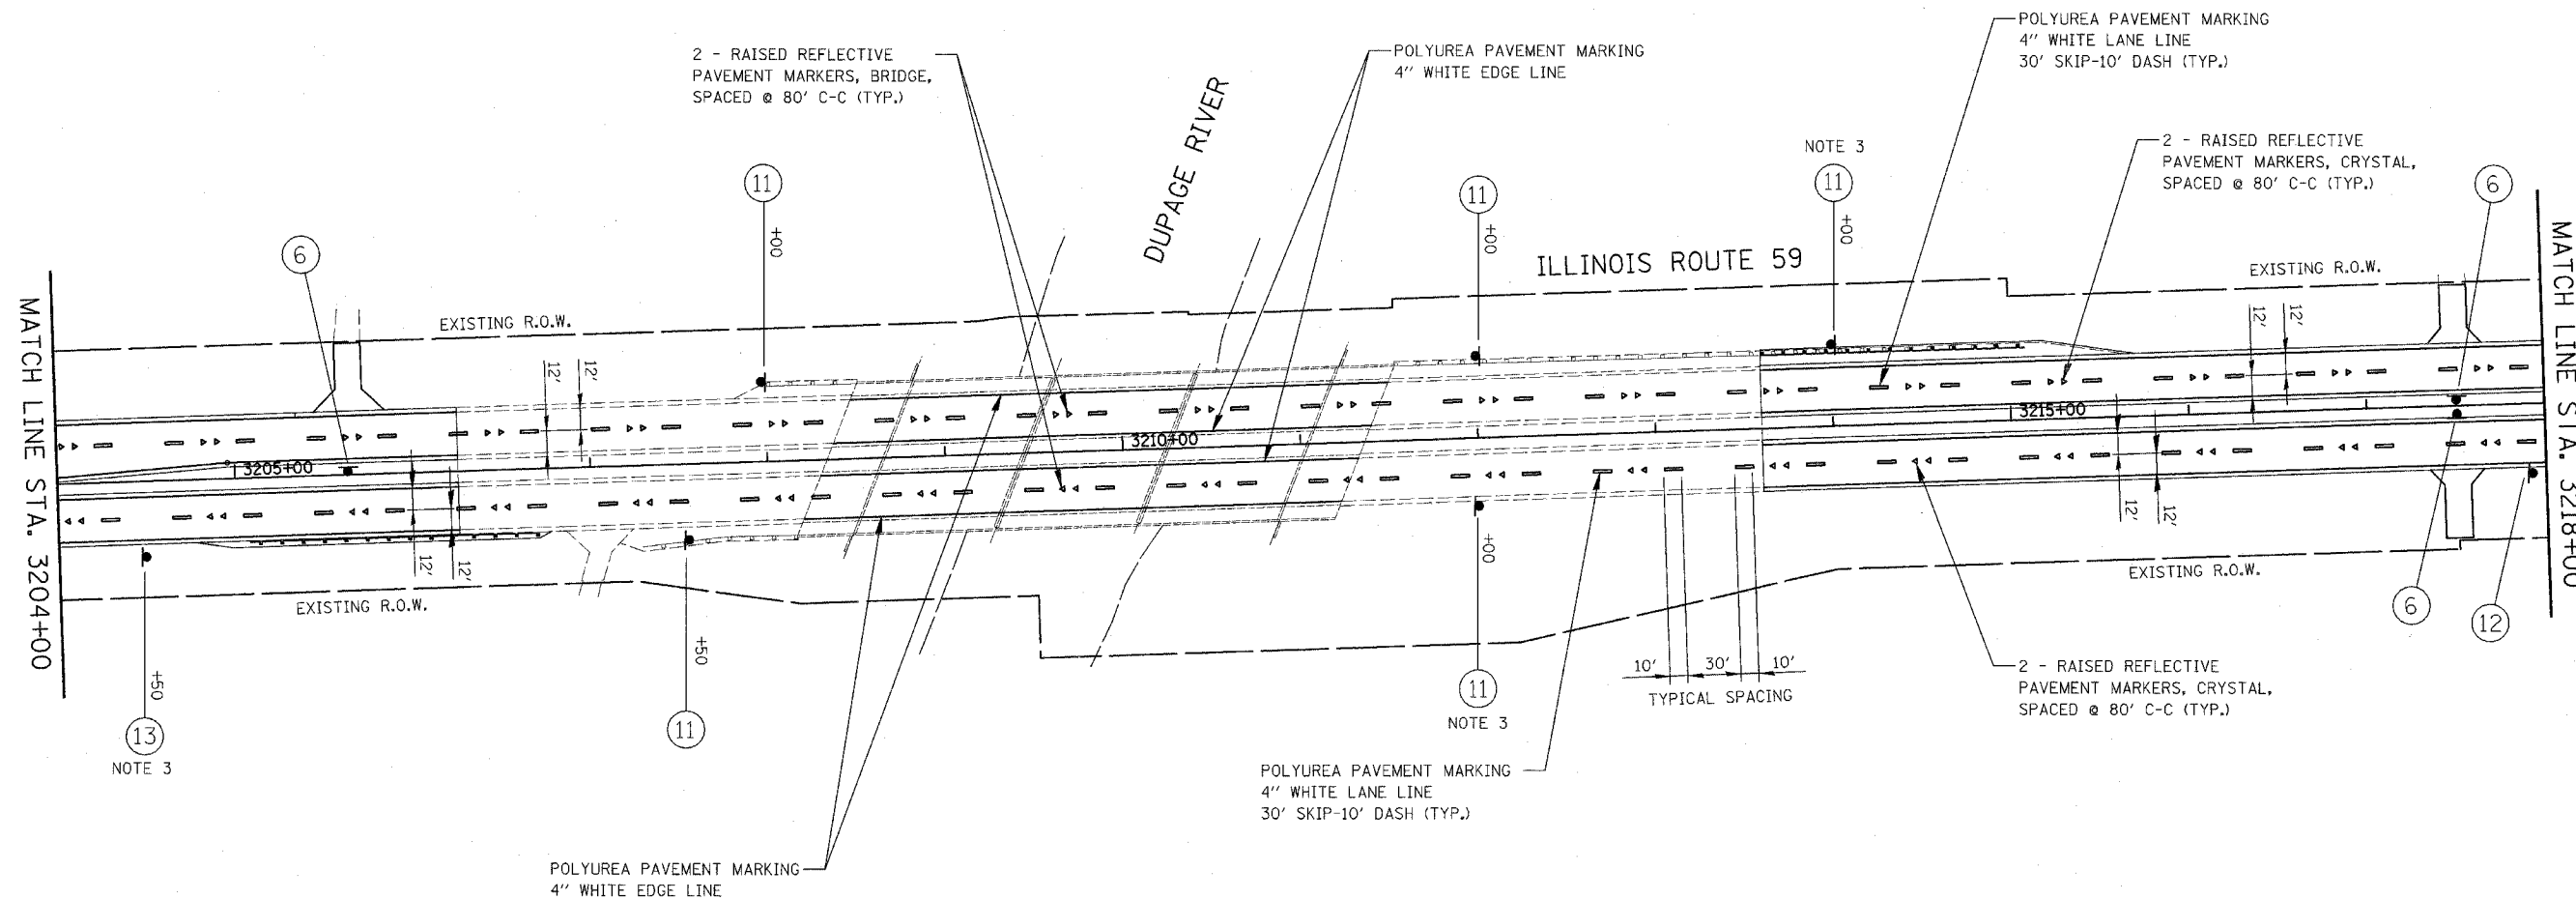 POLYUREA PAVEMENT MARKING
4" WHITE LANE LINE
30' SKIP-10' DASH (TYP.)
2 - RAISED REFLECTIVE
PAVEMENT MARKERS, BRIDGE,
SPACED @ 80' C-C (TYP.)
POLYUREA PAVEMENT MARKING
4" WHITE EDGE LINE
DUPAGE RIVER
2 - RAISED REFLECTIVE
PAVEMENT MARKERS, CRYSTAL,
SPACED @ 80' C-C (TYP.)
NOTE 3
11
11
11
6
+00
+00
+00
6
ILLINOIS ROUTE 59
EXISTING R.O.W.
EXISTING R.O.W.
MATCH LINE STA. 3204+00
MATCH LINE STA. 3218+00
12'
12'
12'
12'
3205+00
3210+00
3215+00
12'
12'
12'
12'
EXISTING R.O.W.
EXISTING R.O.W.
+50
+50
+00
13
NOTE 3
11
11
NOTE 3
6
12
10'
30'
10'
TYPICAL SPACING
2 - RAISED REFLECTIVE
PAVEMENT MARKERS, CRYSTAL,
SPACED @ 80' C-C (TYP.)
POLYUREA PAVEMENT MARKING
4" WHITE LANE LINE
30' SKIP-10' DASH (TYP.)
POLYUREA PAVEMENT MARKING
4" WHITE EDGE LINE